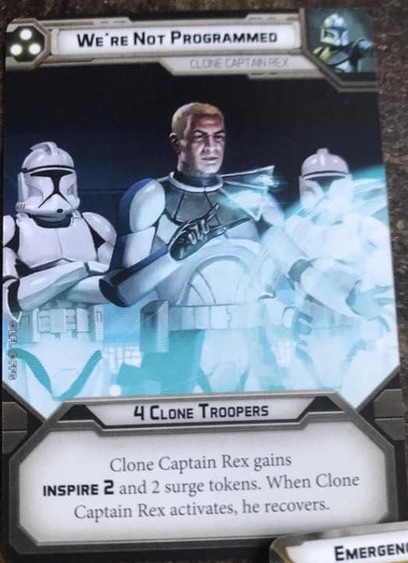 We're Not Programmed
CLONE CAPTAIN REX
4 Clone Troopers
Clone Captain Rex gains
INSPIRE 2 and 2 surge tokens. When Clone
Captain Rex activates, he recovers.
EMERGEN